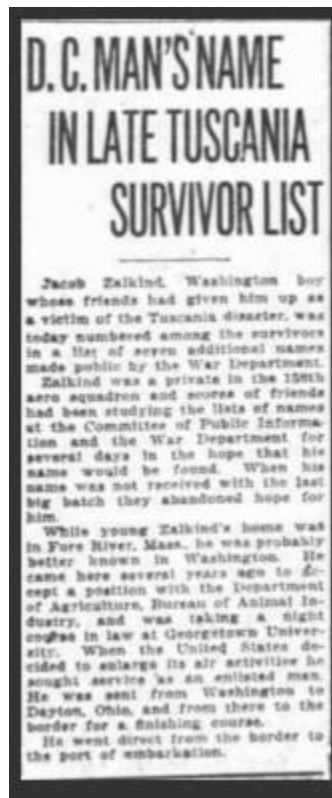 D. C. MAN'S NAME
IN LATE TUSCANIA
SURVIVOR LIST
Jacob Zalkind, Washington boy
whose friends had given him up as
a victim of the Tuscania disaster, was
today numbered among the survivors
in a list of seven additional names
made public by the War Department.
Zalkind was a private in the 158th
aero squadron and scores of friends
had been studying the lists of names
at the Committee of Public Informa-
tion and the War Department for
several days in the hope that his
name would be found. When his
name was not received with the last
big batch they abandoned hope for
him.
While young Zalkind's home was
in Fore River, Mass., he was probably
better known in Washington. He
came here several years ago to ac-
cept a position with the Department
of Agriculture, Bureau of Animal In-
dustry, and was taking a night
course in law at Georgetown Univer-
sity. When the United States de-
cided to enlarge its air activities he
sought service as an enlisted man.
He was sent from Washington to
Dayton, Ohio, and from there to the
border for a finishing course.
He went direct from the border to
the port of embarkation.